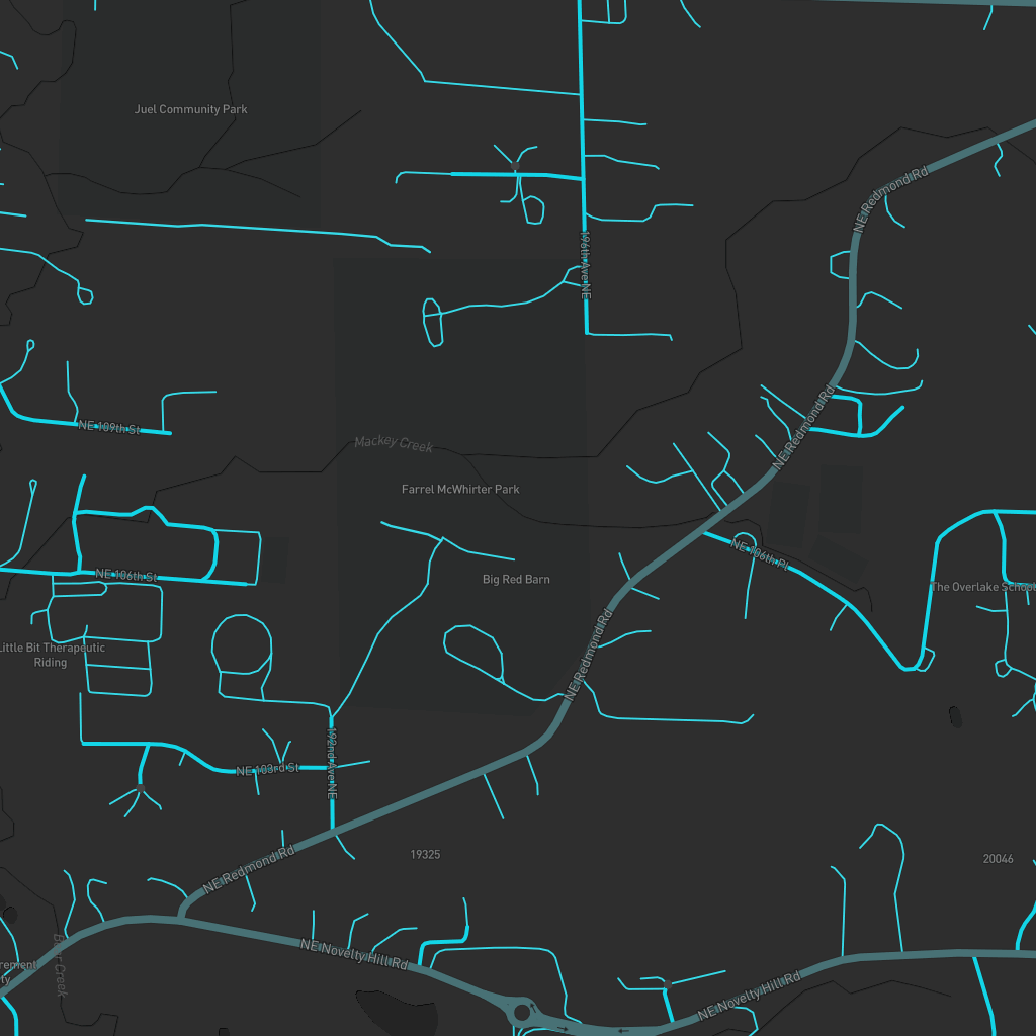 Juel Community Park
NE Redmond Rd
196th Ave NE
NE 109th St
NE Redmond Rd
Mackey Creek
Farrel McWhirter Park
NE 106th Pl
NE 106th St
Big Red Barn
The Overlake School
Little Bit Therapeutic
Riding
NE Redmond Rd
192nd Ave NE
NE 103rd St
19325
20046
NE Redmond Rd
NE Novelty Hill Rd
Bear Creek
NE Novelty Hill Rd